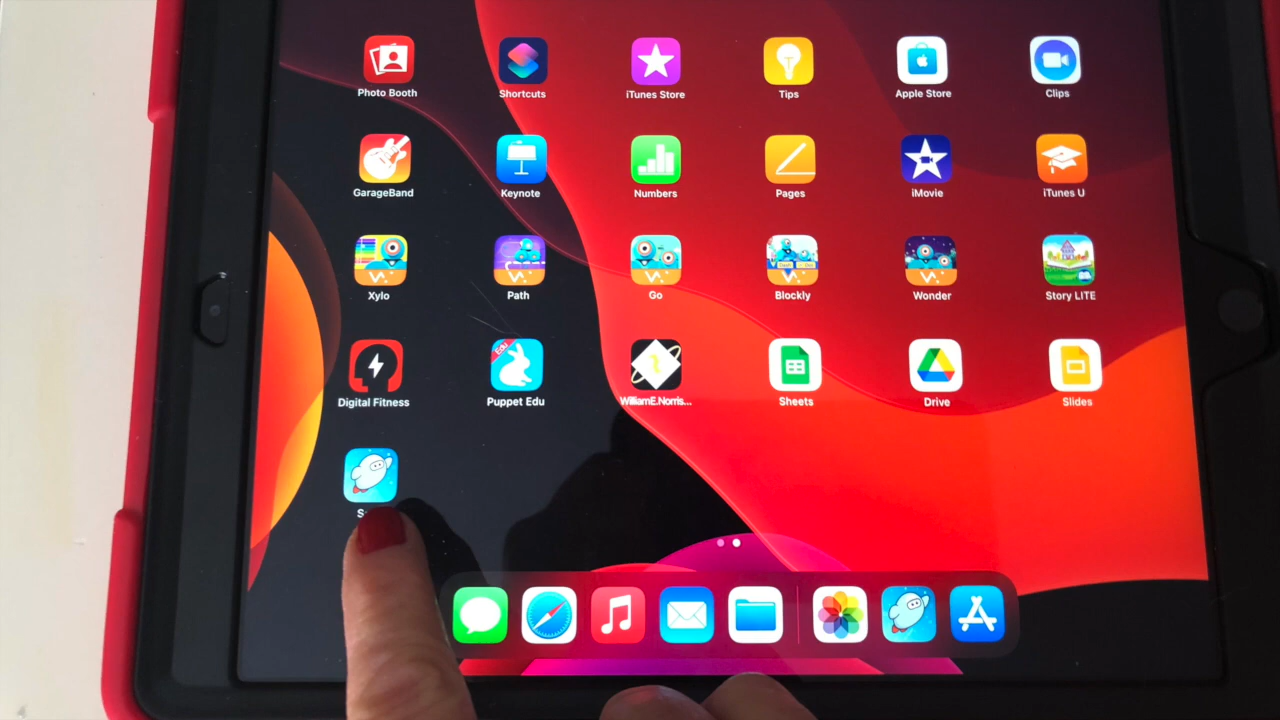 Photo Booth
Shortcuts
iTunes Store
Tips
Apple Store
Clips
GarageBand
Keynote
Numbers
Pages
iMovie
iTunes U
Xylo
Path
Go
Blockly
Wonder
Story LITE
Edu
Digital Fitness
Puppet Edu
WilliamE.Norris...
Sheets
Drive
Slides